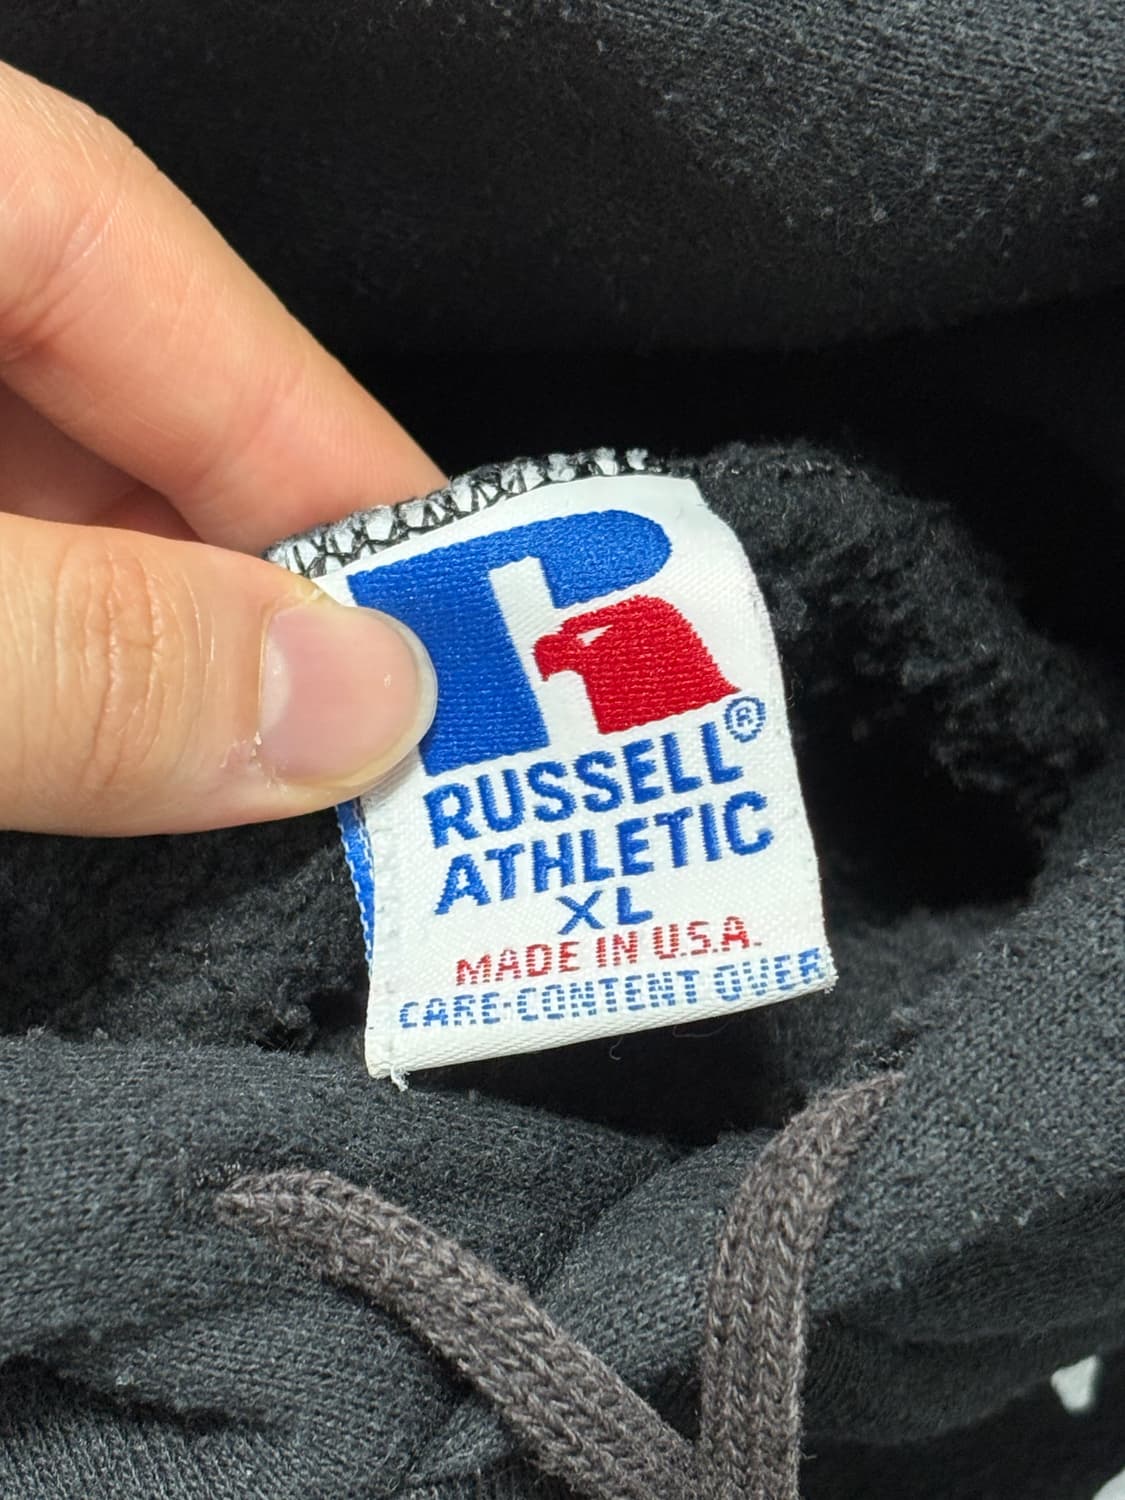 ®
RUSSELL
ATHLETIC
XL
MADE IN U.S.A.
CARE·CONTENT OVER